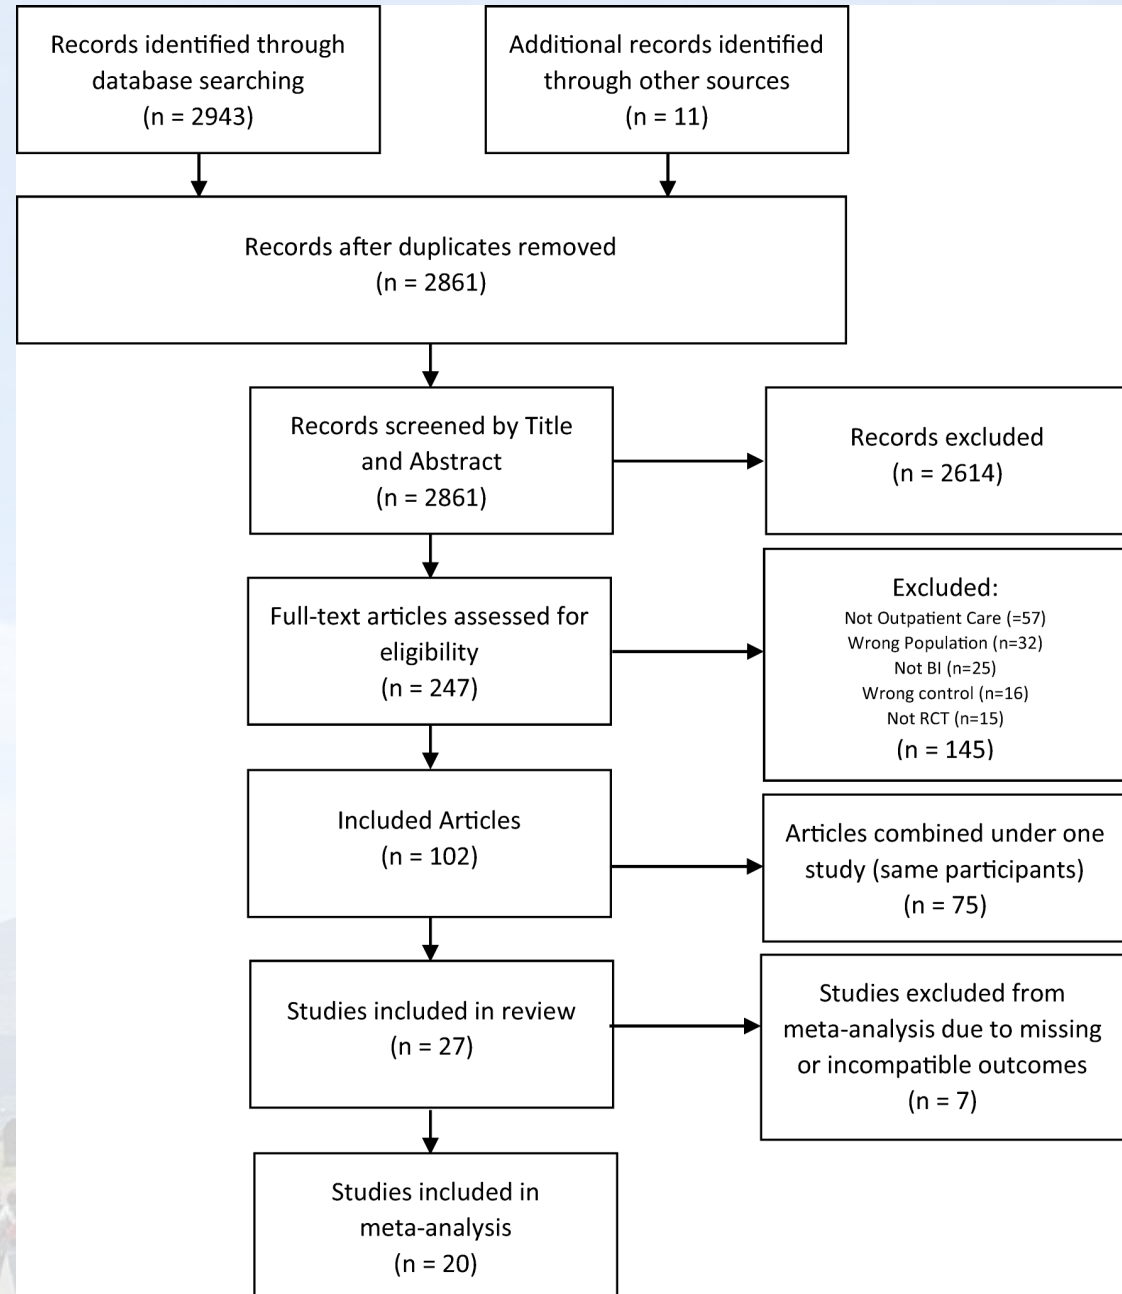 Records identified through
database searching
(n = 2943)
Additional records identified
through other sources
(n = 11)
Records after duplicates removed
(n = 2861)
Records screened by Title
and Abstract
(n = 2861)
Records excluded
(n = 2614)
Full-text articles assessed for
eligibility
(n = 247)
Excluded:
Not Outpatient Care (=57)
Wrong Population (n=32)
Not BI (n=25)
Wrong control (n=16)
Not RCT (n=15)
(n = 145)
Included Articles
(n = 102)
Articles combined under one
study (same participants)
(n = 75)
Studies included in review
(n = 27)
Studies excluded from
meta-analysis due to missing
or incompatible outcomes
(n = 7)
Studies included in
meta-analysis
(n = 20)